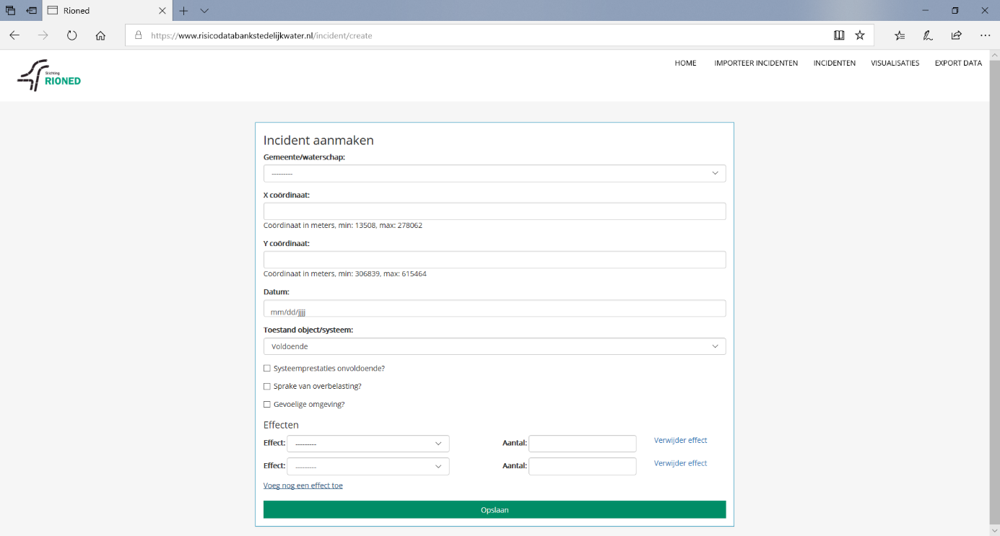 Rioned
https://www.risicodatabankstedelijkwater.nl/incident/create
Stichting
RIONED
HOME IMPORTEER INCIDENTEN INCIDENTEN VISUALISATIES EXPORT DATA
Incident aanmaken
Gemeente/waterschap:
---------
X coördinaat:
Coördinaat in meters, min: 13508, max: 278062
Y coördinaat:
Coördinaat in meters, min: 306839, max: 615464
Datum:
mm/dd/jjjj
Toestand object/systeem:
Voldoende
Systeemprestaties onvoldoende?
Sprake van overbelasting?
Gevoelige omgeving?
Effecten
Effect: --------- Aantal: Verwijder effect
Effect: --------- Aantal: Verwijder effect
Voeg nog een effect toe
Opslaan